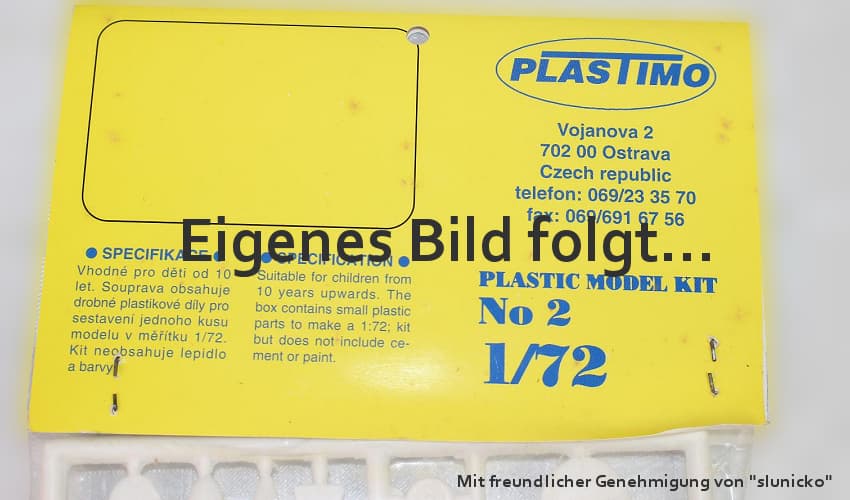 PLASTIMO
Vojanova 2
702 00 Ostrava
Czech republic
telefon: 069/23 35 70
fax: 069/691 67 56
Eigenes Bild folgt...
SPECIFIKACE
Vhodné pro děti od 10
let. Souprava obsahuje
drobné plastikové díly pro
sestavení jednoho kusu
modelu v měřítku 1/72.
Kit neobsahuje lepidlo
a barvy.
SPECIFICATION
Suitable for children from
10 years upwards. The
box contains small plastic
parts to make a 1:72; kit
but does not include ce-
ment or paint.
PLASTIC MODEL KIT
No 2
1/72
Mit freundlicher Genehmigung von "slunicko"